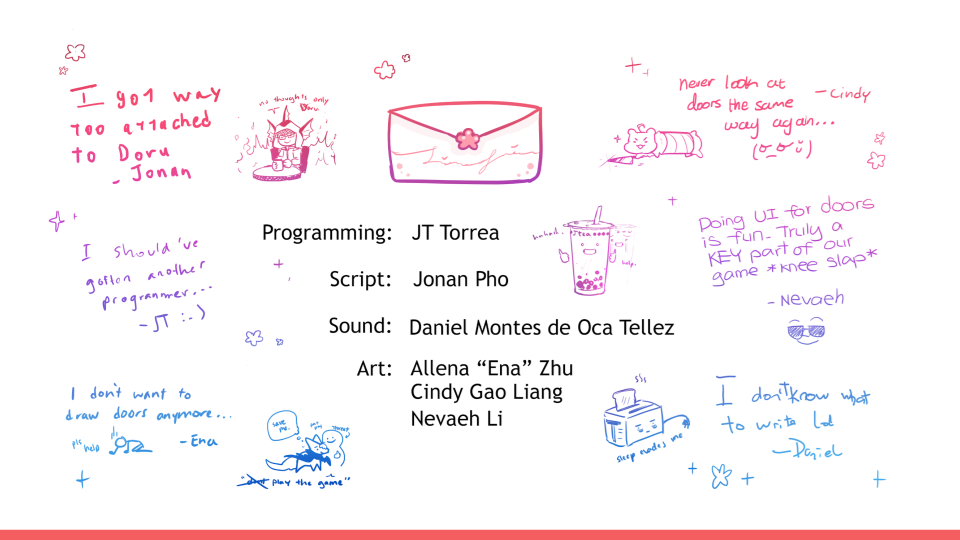 I got way
too attached
to Doru
- Jonan
no thoughts only
Doru
never look at
doors the same
way again...
- Cindy
I should've
gotten another
programmer...
- JT :-)
Programming: JT Torrea
Script: Jonan Pho
Sound: Daniel Montes de Oca Tellez
Art: Allena “Ena” Zhu
Cindy Gao Liang
Nevaeh Li
tea
help.
Doing UI for doors
is fun. Truly a
KEY part of our
game *knee slap*
- Nevaeh
I don't want to
draw doors anymore...
- Ena
pls help
pls
save
me.
"dont play the game"
sleep evades me
I don't know what
to write lol
- Daniel